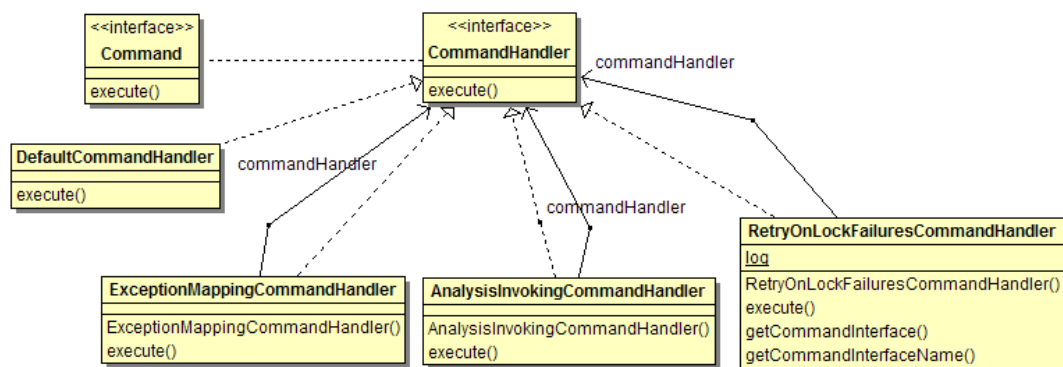 <<interface>>
Command
execute()
<<interface>>
CommandHandler
execute()
commandHandler
DefaultCommandHandler
execute()
commandHandler
commandHandler
ExceptionMappingCommandHandler
ExceptionMappingCommandHandler()
execute()
AnalysisInvokingCommandHandler
AnalysisInvokingCommandHandler()
execute()
RetryOnLockFailuresCommandHandler
log
RetryOnLockFailuresCommandHandler()
execute()
getCommandInterface()
getCommandInterfaceName()